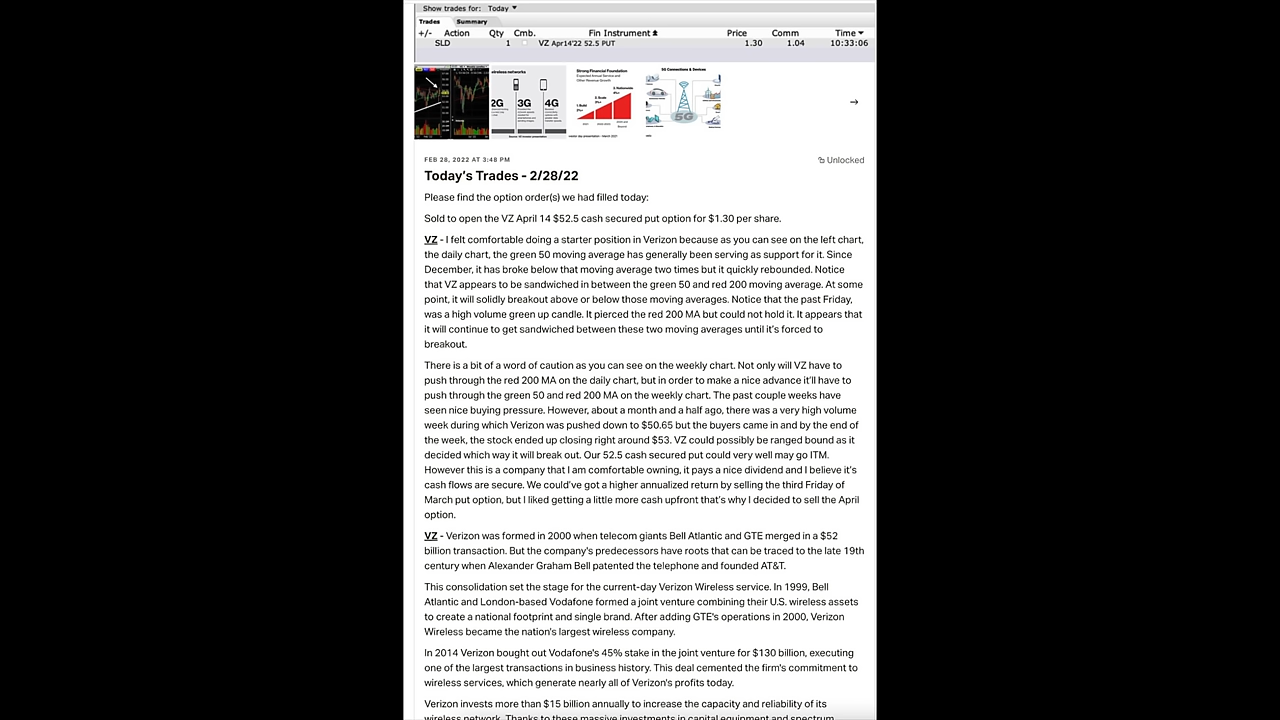 Show trades for: Today
Trades Summary
+/- Action Qty Cmb. Fin Instrument Price Comm Time
SLD 1 VZ Apr14'22 52.5 PUT 1.30 1.04 10:33:06
wireless networks
2G 3G 4G
Strong Financial Foundation
5G Connections & Devices
5G
FEB 28, 2022 AT 3:48 PM
Unlocked
Today's Trades - 2/28/22
Please find the option order(s) we had filled today:
Sold to open the VZ April 14 $52.5 cash secured put option for $1.30 per share.
VZ - I felt comfortable doing a starter position in Verizon because as you can see on the left chart,
the daily chart, the green 50 moving average has generally been serving as support for it. Since
December, it has broke below that moving average two times but it quickly rebounded. Notice
that VZ appears to be sandwiched in between the green 50 and red 200 moving average. At some
point, it will solidly breakout above or below those moving averages. Notice that the past Friday,
was a high volume green up candle. It pierced the red 200 MA but could not hold it. It appears that
it will continue to get sandwiched between these two moving averages until it's forced to
breakout.
There is a bit of a word of caution as you can see on the weekly chart. Not only will VZ have to
push through the red 200 MA on the daily chart, but in order to make a nice advance it'll have to
push through the green 50 and red 200 MA on the weekly chart. The past couple weeks have
seen nice buying pressure. However, about a month and a half ago, there was a very high volume
week during which Verizon was pushed down to $50.65 but the buyers came in and by the end of
the week, the stock ended up closing right around $53. VZ could possibly be ranged bound as it
decided which way it will break out. Our 52.5 cash secured put could very well may go ITM.
However this is a company that I am comfortable owning, it pays a nice dividend and I believe it's
cash flows are secure. We could've got a higher annualized return by selling the third Friday of
March put option, but I liked getting a little more cash upfront that's why I decided to sell the April
option.
VZ - Verizon was formed in 2000 when telecom giants Bell Atlantic and GTE merged in a $52
billion transaction. But the company's predecessors have roots that can be traced to the late 19th
century when Alexander Graham Bell patented the telephone and founded AT&T.
This consolidation set the stage for the current-day Verizon Wireless service. In 1999, Bell
Atlantic and London-based Vodafone formed a joint venture combining their U.S. wireless assets
to create a national footprint and single brand. After adding GTE's operations in 2000, Verizon
Wireless became the nation's largest wireless company.
In 2014 Verizon bought out Vodafone's 45% stake in the joint venture for $130 billion, executing
one of the largest transactions in business history. This deal cemented the firm's commitment to
wireless services, which generate nearly all of Verizon's profits today.
Verizon invests more than $15 billion annually to increase the capacity and reliability of its
wireless network. Thanks to these massive investments in capital equipment and spectrum